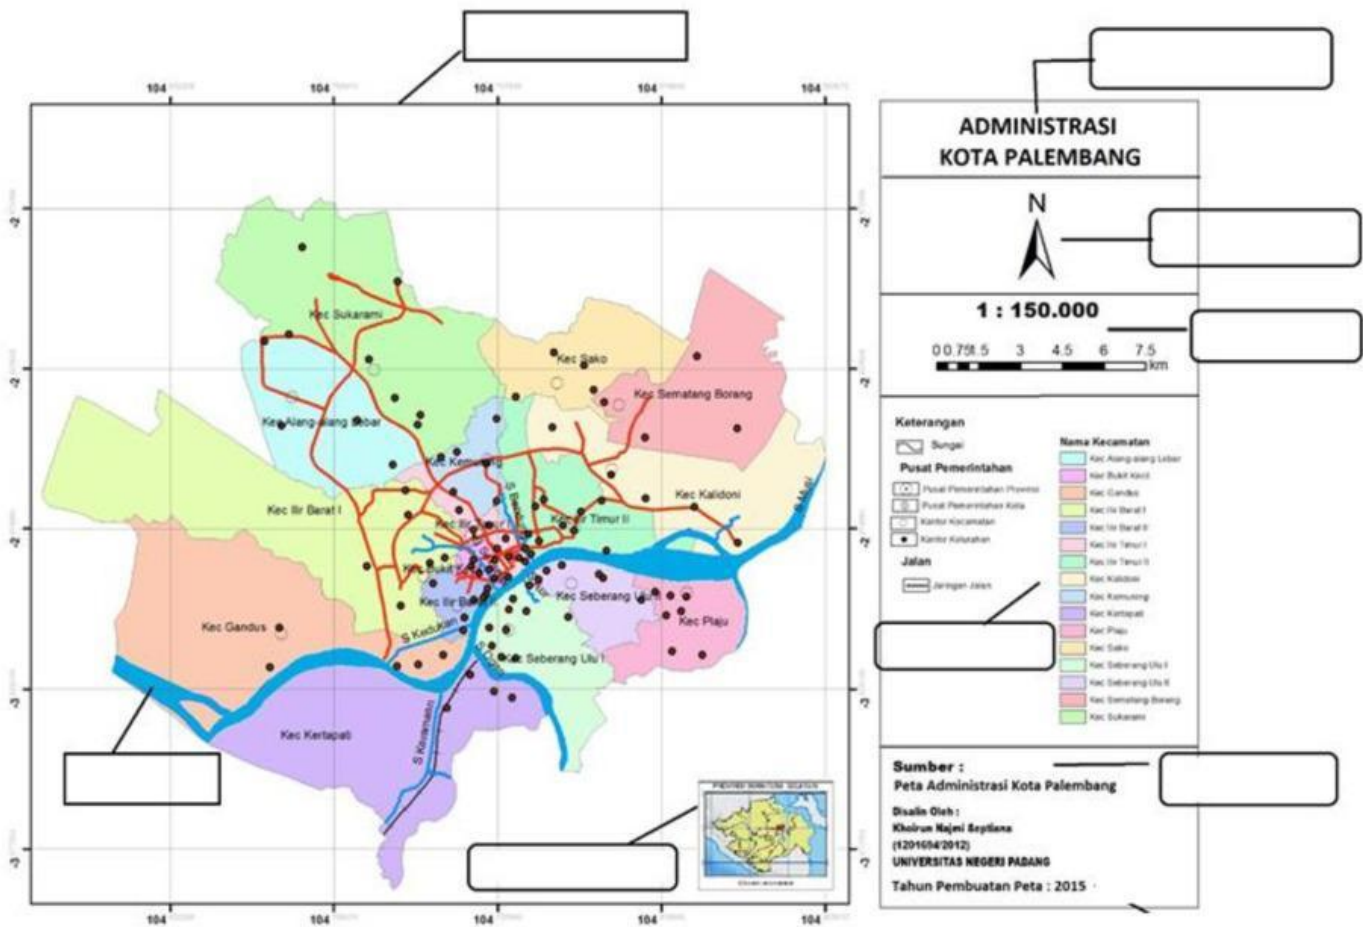 104 104 104 104 104
ADMINISTRASI
KOTA PALEMBANG
N
1 : 150.000
0 0.75 1.5 3 4.5 6 7.5
km
Keterangan
Sungai
Pusat Pemerintahan
Pusat Pemerintahan Provinsi
Pusat Pemerintahan Kota
Kantor Kecamatan
Kantor Kelurahan
Jalan
Jaringan Jalan
Nama Kecamatan
Kec Alang-alang Lebar
Kec Bukit Kecil
Kec Gandus
Kec Ilir Barat I
Kec Ilir Barat II
Kec Ilir Timur I
Kec Ilir Timur II
Kec Kalidoni
Kec Kemuning
Kec Kertapati
Kec Plaju
Kec Sako
Kec Seberang Ulu I
Kec Seberang Ulu II
Kec Sematang Borang
Kec Sukarami
Sumber :
Peta Administrasi Kota Palembang
Disalin Oleh :
Khoirun Najmi Septiana
(1201694/2012)
UNIVERSITAS NEGERI PADANG
Tahun Pembuatan Peta : 2015
Kec Sukarami
Kec Sako
Kec Sematang Borang
Kec Alang-alang Lebar
Kec Kemuning
Kec Kalidoni
S Musi
Kec Ilir Barat I
Kec Ilir Timur II
Kec Seberang Ulu
Kec Plaju
Kec Gandus
S Kedukan
Kec Seberang Ulu I
Kec Kertapati
S Keramasan
PROVINSI SUMATERA SELATAN
104 104 104 104 104